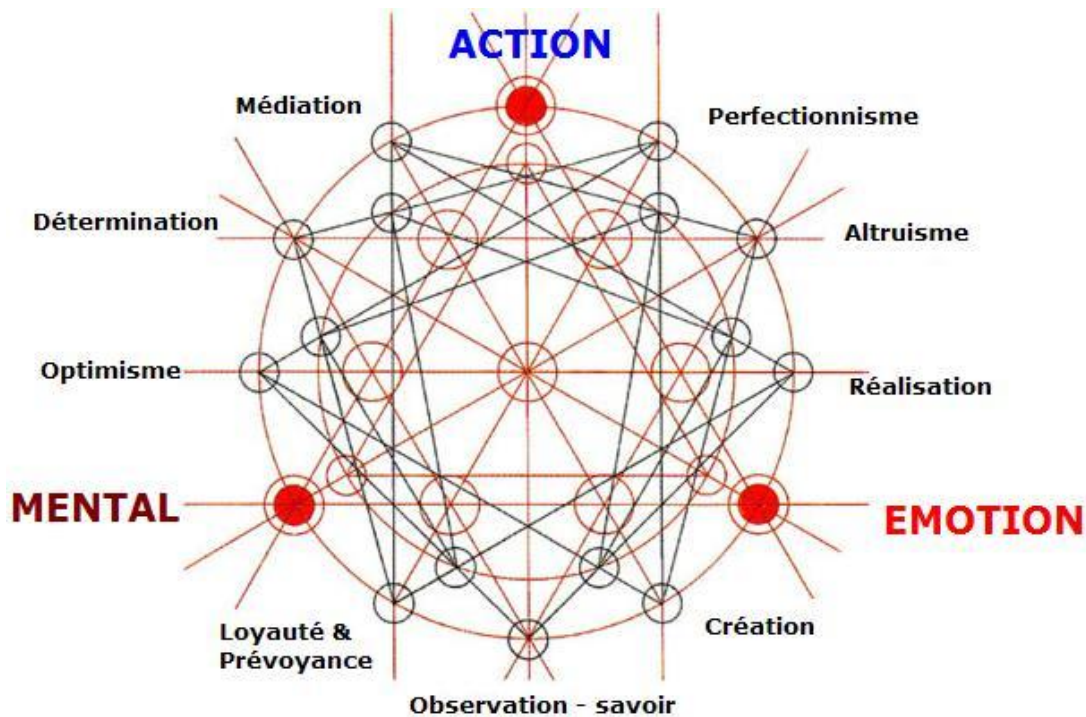 ACTION
Médiation
Perfectionnisme
Détermination
Altruisme
Optimisme
Réalisation
MENTAL
EMOTION
Loyauté &
Prévoyance
Création
Observation - savoir